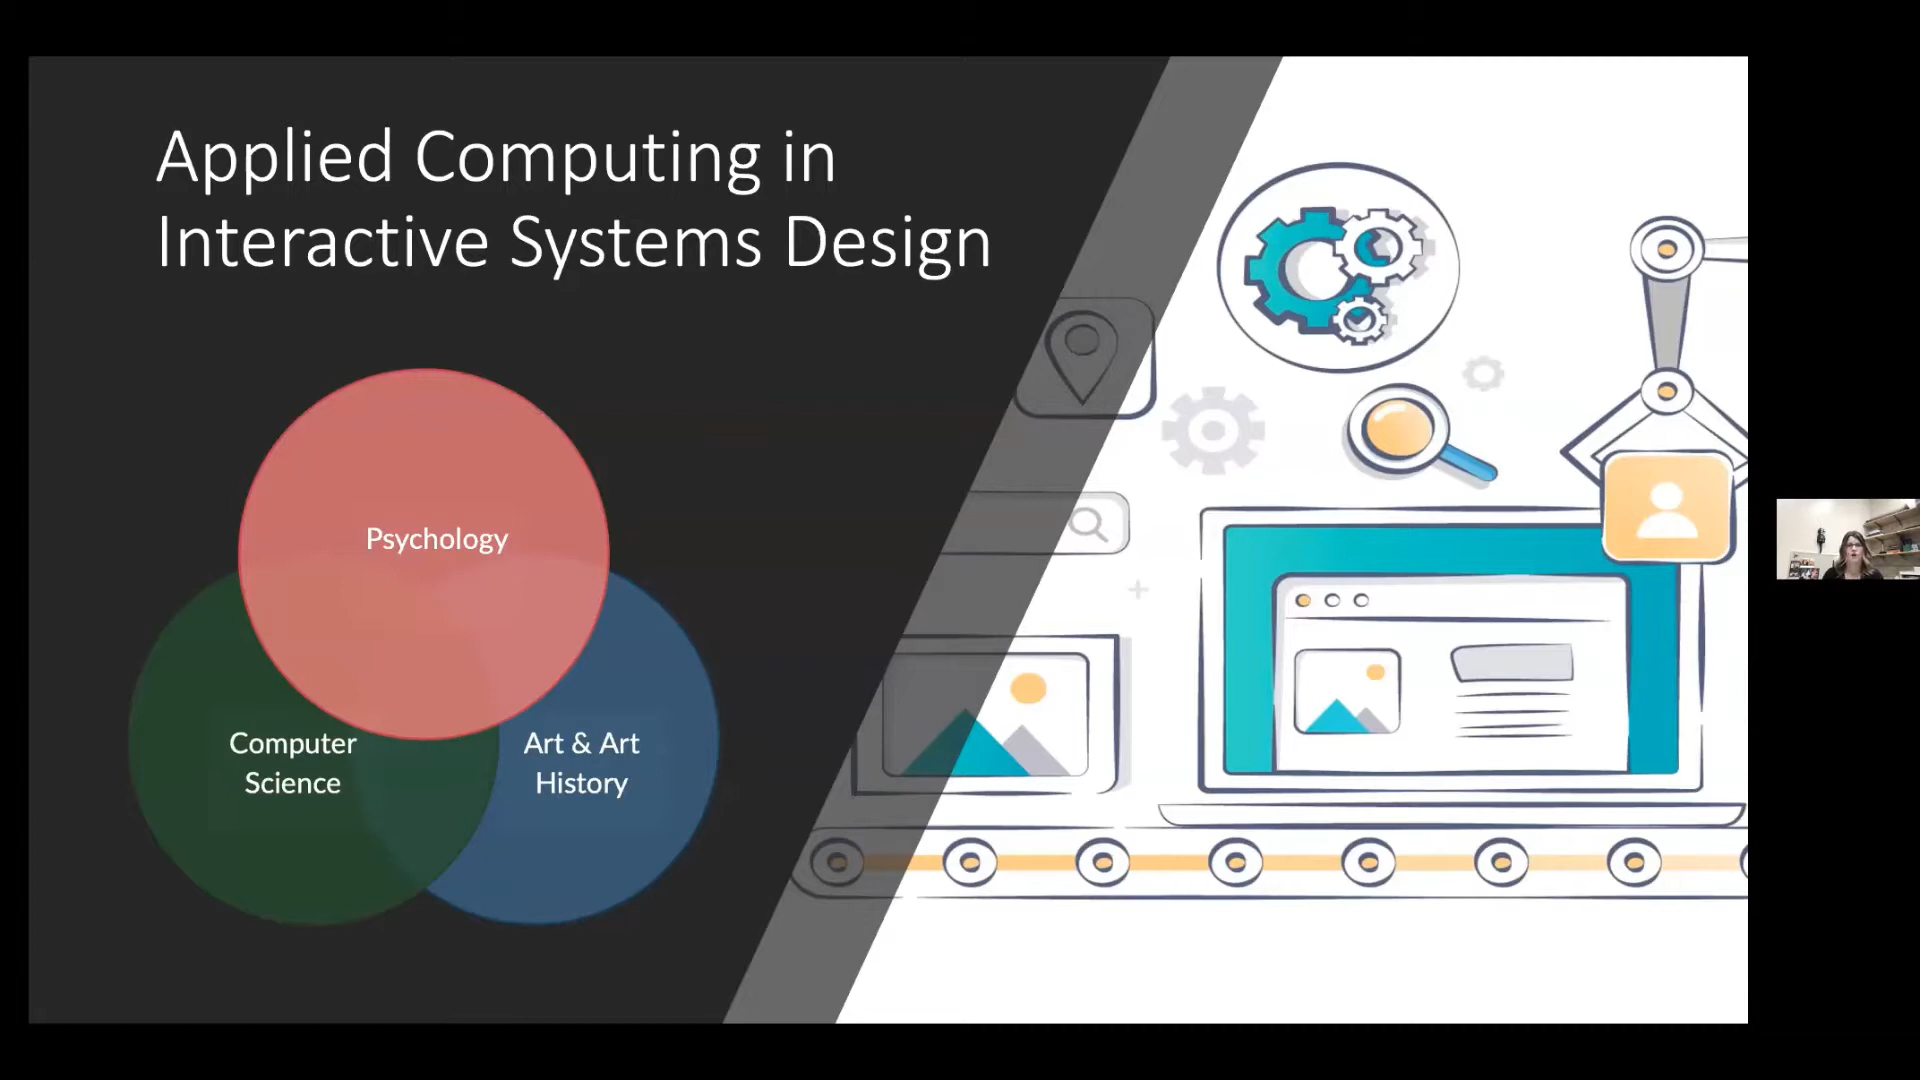 Applied Computing in
Interactive Systems Design
Psychology
Computer
Science
Art & Art
History